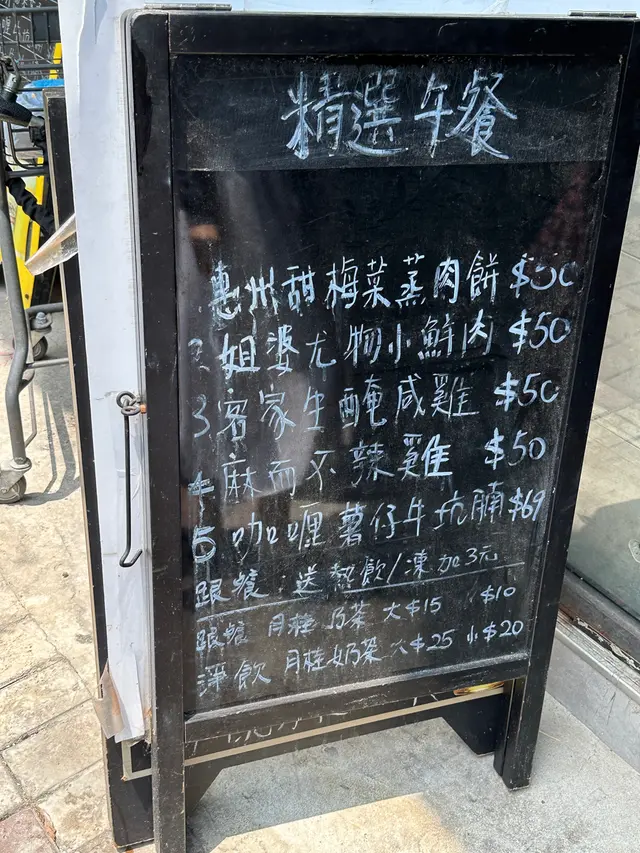 精選午餐
惠州甜梅菜蒸肉餅 $50
2 姐婆尤物小鮮肉 $50
3 客家生醃咸雞 $50
4 麻而不辣雞 $50
5 咖喱薯仔牛坑腩 $69
跟餐 送熱飲/凍加3元
跟餐 月桂奶茶 大$15 $10
淨飲 月桂奶茶 大$25 小$20